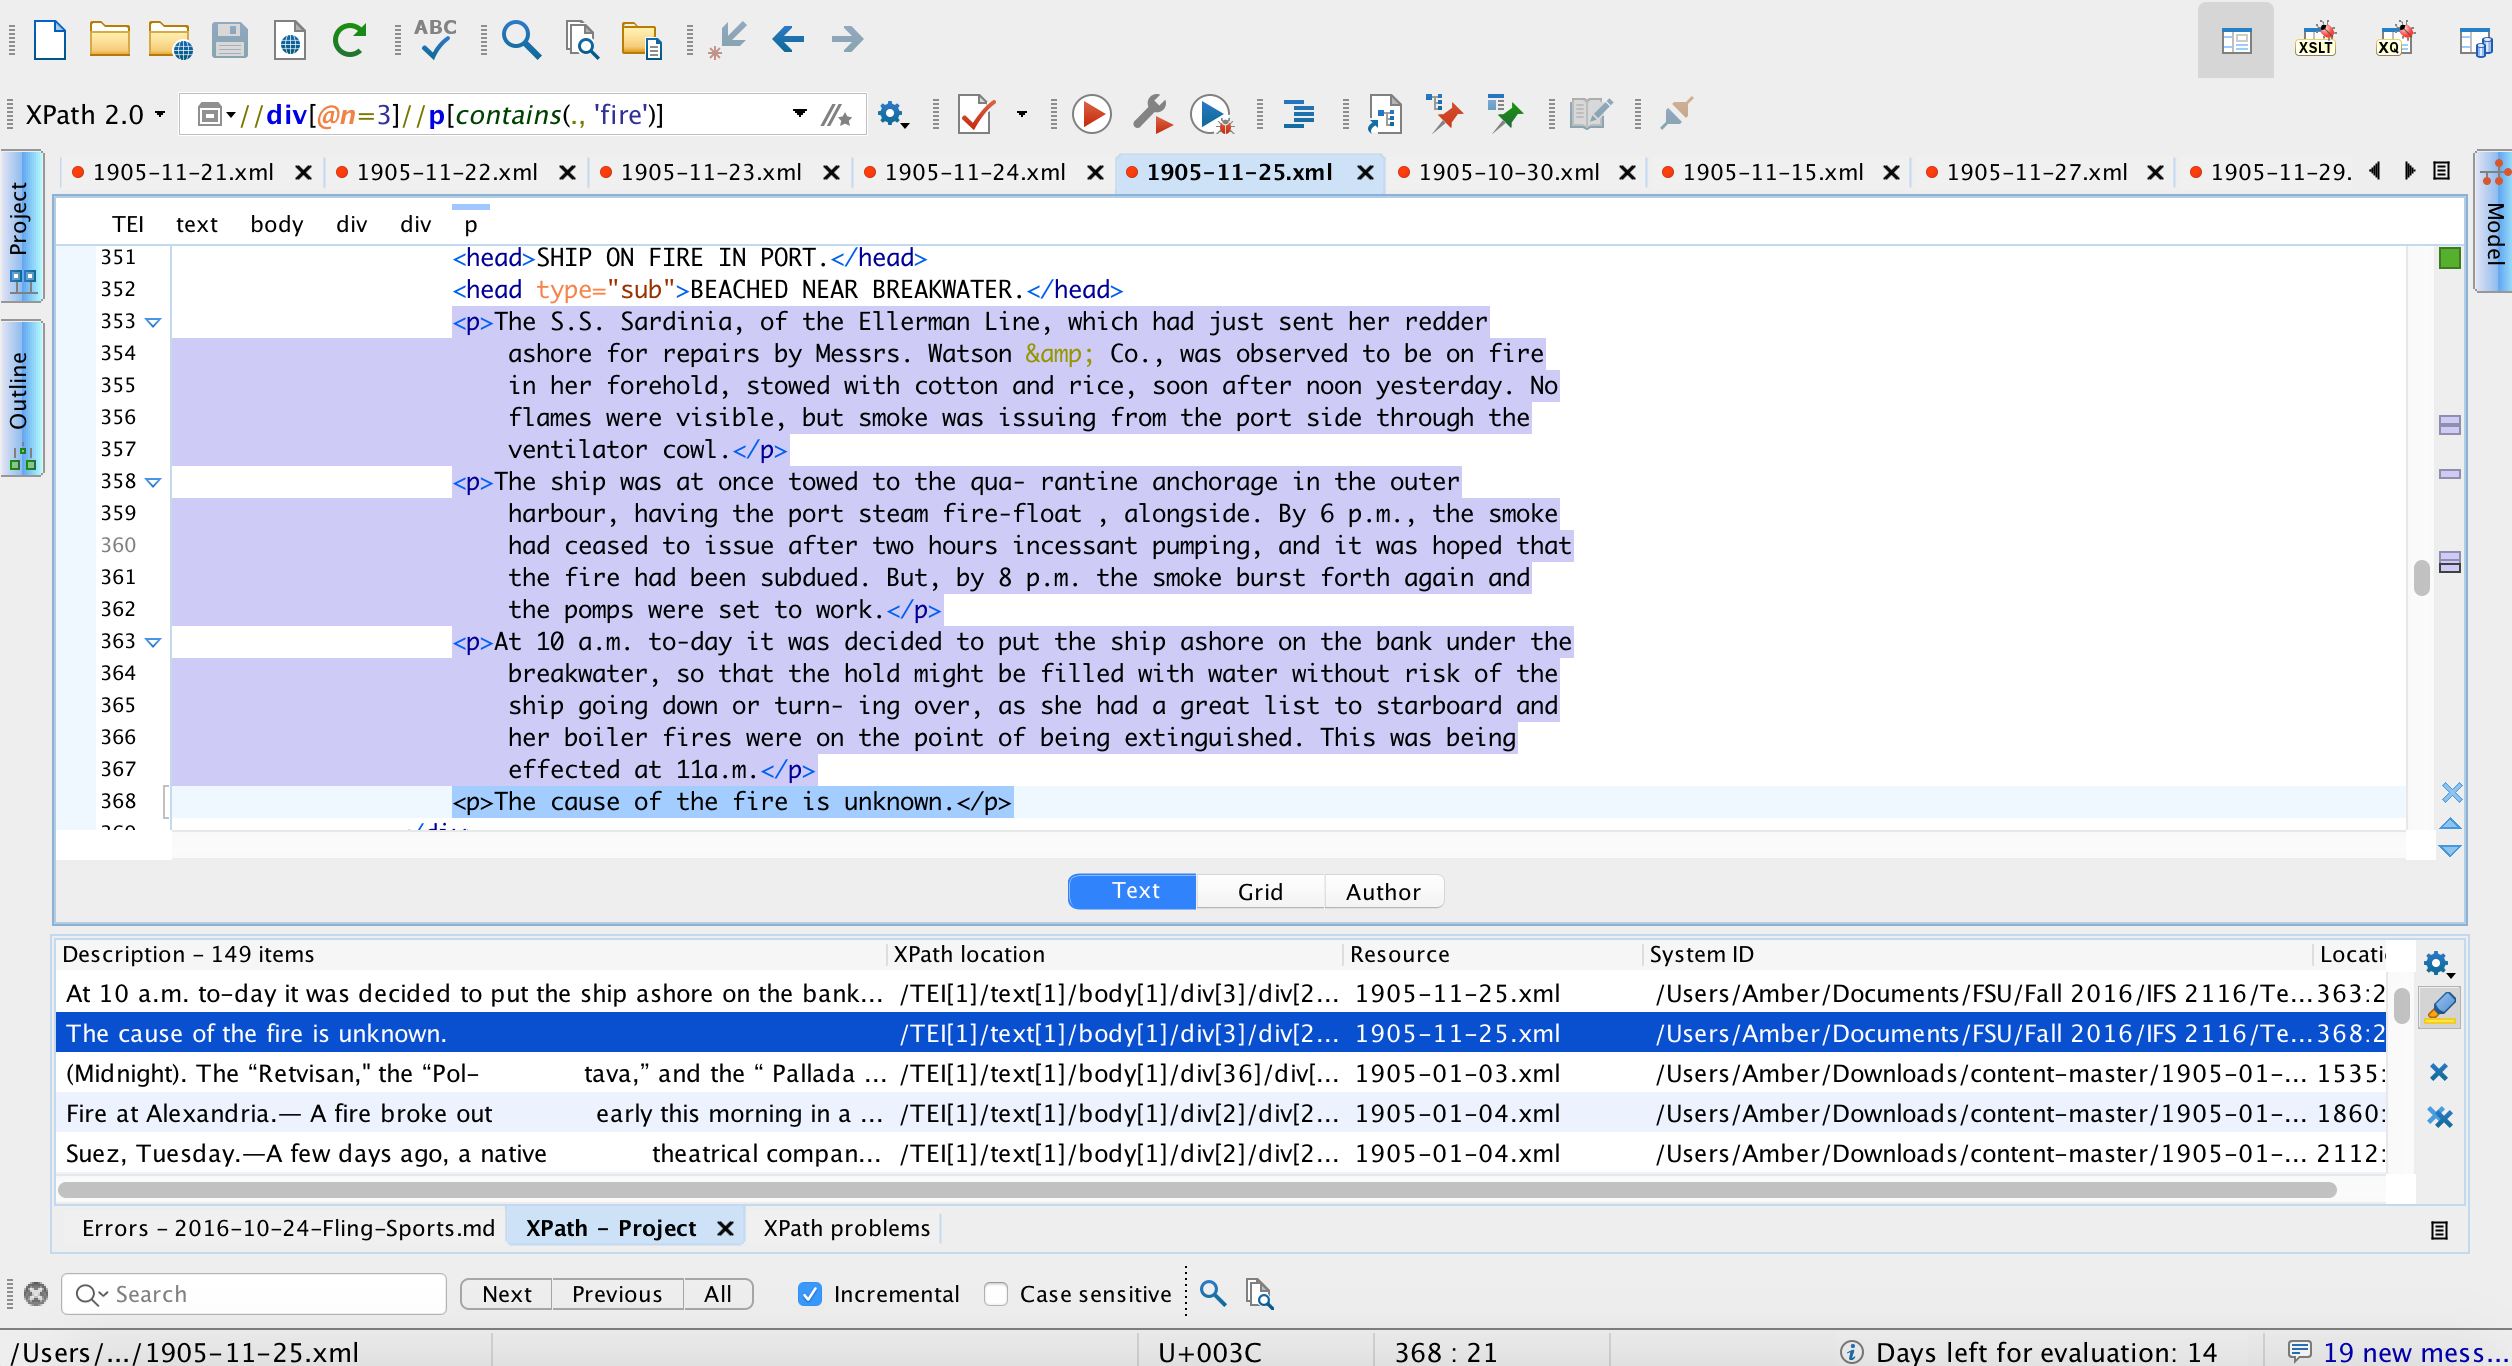 ABC
XSLT
XQ
XPath 2.0
//div[@n=3]//p[contains(., 'fire')]
1905-11-21.xml
1905-11-22.xml
1905-11-23.xml
1905-11-24.xml
1905-11-25.xml
1905-10-30.xml
1905-11-15.xml
1905-11-27.xml
1905-11-29.
Project
Outline
Model
TEI text body div div p
351 <head>SHIP ON FIRE IN PORT.</head>
352 <head type="sub">BEACHED NEAR BREAKWATER.</head>
353 <p>The S.S. Sardinia, of the Ellerman Line, which had just sent her redder
354 ashore for repairs by Messrs. Watson &amp; Co., was observed to be on fire
355 in her forehold, stowed with cotton and rice, soon after noon yesterday. No
356 flames were visible, but smoke was issuing from the port side through the
357 ventilator cowl.</p>
358 <p>The ship was at once towed to the qua- rantine anchorage in the outer
359 harbour, having the port steam fire-float , alongside. By 6 p.m., the smoke
360 had ceased to issue after two hours incessant pumping, and it was hoped that
361 the fire had been subdued. But, by 8 p.m. the smoke burst forth again and
362 the pomps were set to work.</p>
363 <p>At 10 a.m. to-day it was decided to put the ship ashore on the bank under the
364 breakwater, so that the hold might be filled with water without risk of the
365 ship going down or turn- ing over, as she had a great list to starboard and
366 her boiler fires were on the point of being extinguished. This was being
367 effected at 11a.m.</p>
368 <p>The cause of the fire is unknown.</p>
Text Grid Author
Description – 149 items XPath location Resource System ID Locati
At 10 a.m. to-day it was decided to put the ship ashore on the bank... /TEI[1]/text[1]/body[1]/div[3]/div[2... 1905-11-25.xml /Users/Amber/Documents/FSU/Fall 2016/IFS 2116/Te... 363:2
The cause of the fire is unknown. /TEI[1]/text[1]/body[1]/div[3]/div[2... 1905-11-25.xml /Users/Amber/Documents/FSU/Fall 2016/IFS 2116/Te... 368:2
(Midnight). The “Retvisan," the “Pol- tava,” and the “ Pallada ... /TEI[1]/text[1]/body[1]/div[36]/div[... 1905-01-03.xml /Users/Amber/Downloads/content-master/1905-01-... 1535:
Fire at Alexandria.— A fire broke out early this morning in a ... /TEI[1]/text[1]/body[1]/div[2]/div[2... 1905-01-04.xml /Users/Amber/Downloads/content-master/1905-01-... 1860:
Suez, Tuesday.—A few days ago, a native theatrical compan... /TEI[1]/text[1]/body[1]/div[2]/div[2... 1905-01-04.xml /Users/Amber/Downloads/content-master/1905-01-... 2112:
Errors – 2016-10-24-Fling-Sports.md XPath – Project XPath problems
Search Next Previous All Incremental Case sensitive
/Users/.../1905-11-25.xml U+003C 368 : 21 Days left for evaluation: 14 19 new mess...